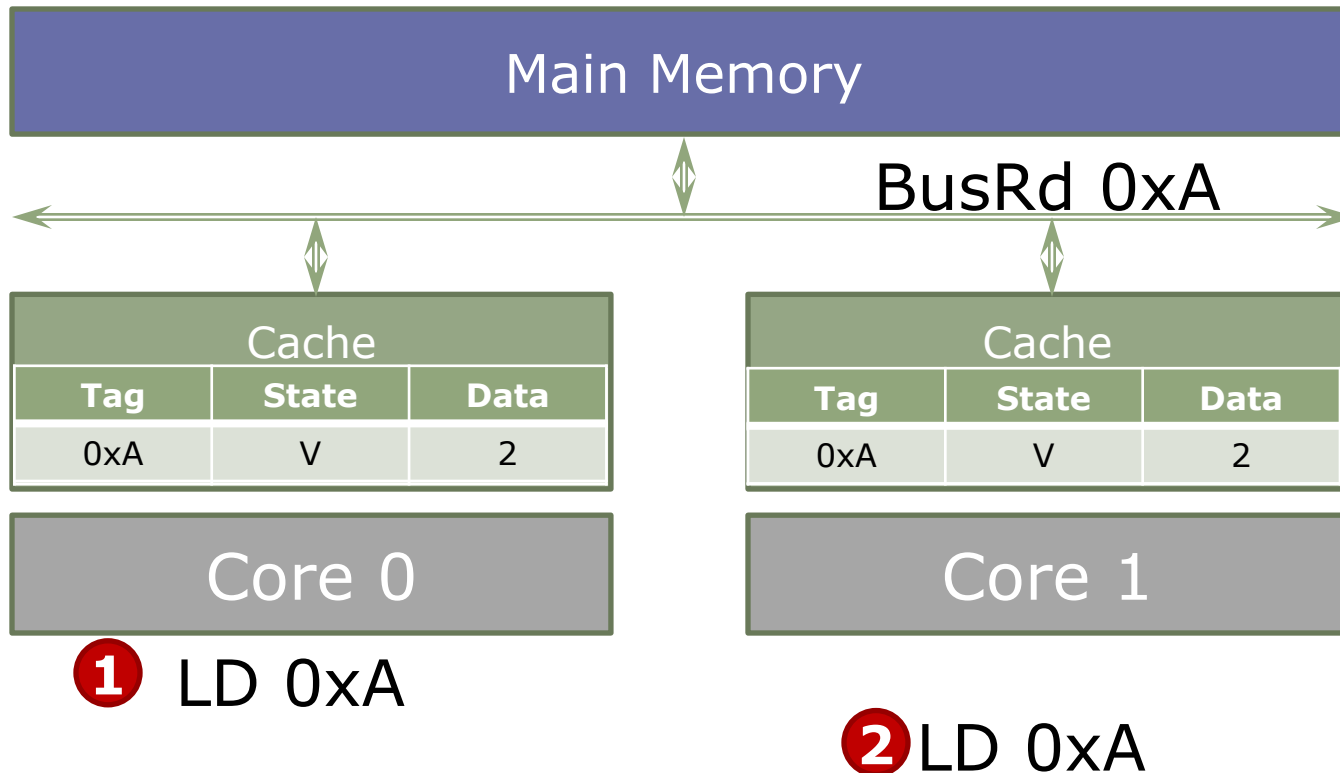 Main Memory
BusRd 0xA
Cache
Tag State Data
0xA V 2
Cache
Tag State Data
0xA V 2
Core 0
Core 1
1 LD 0xA
2 LD 0xA